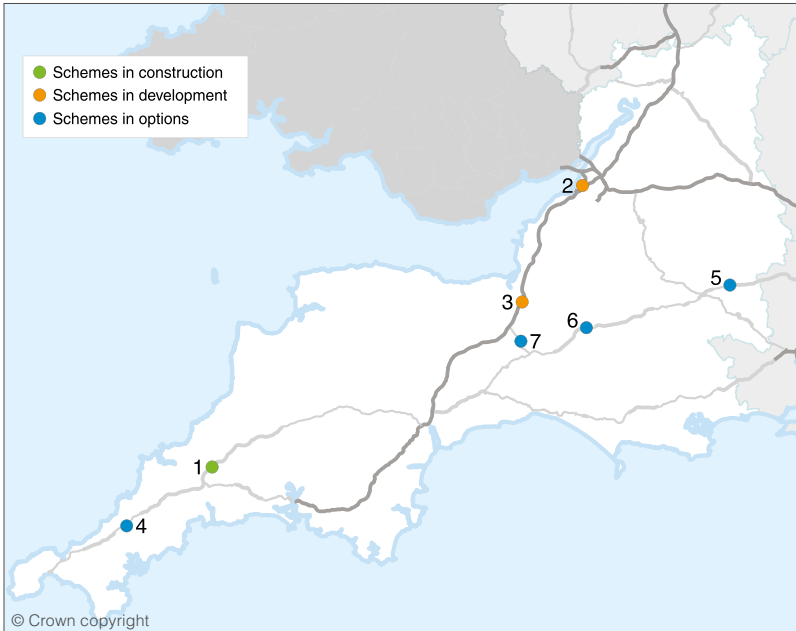 Schemes in construction
Schemes in development
Schemes in options
2
5
3
6
7
1
4
© Crown copyright